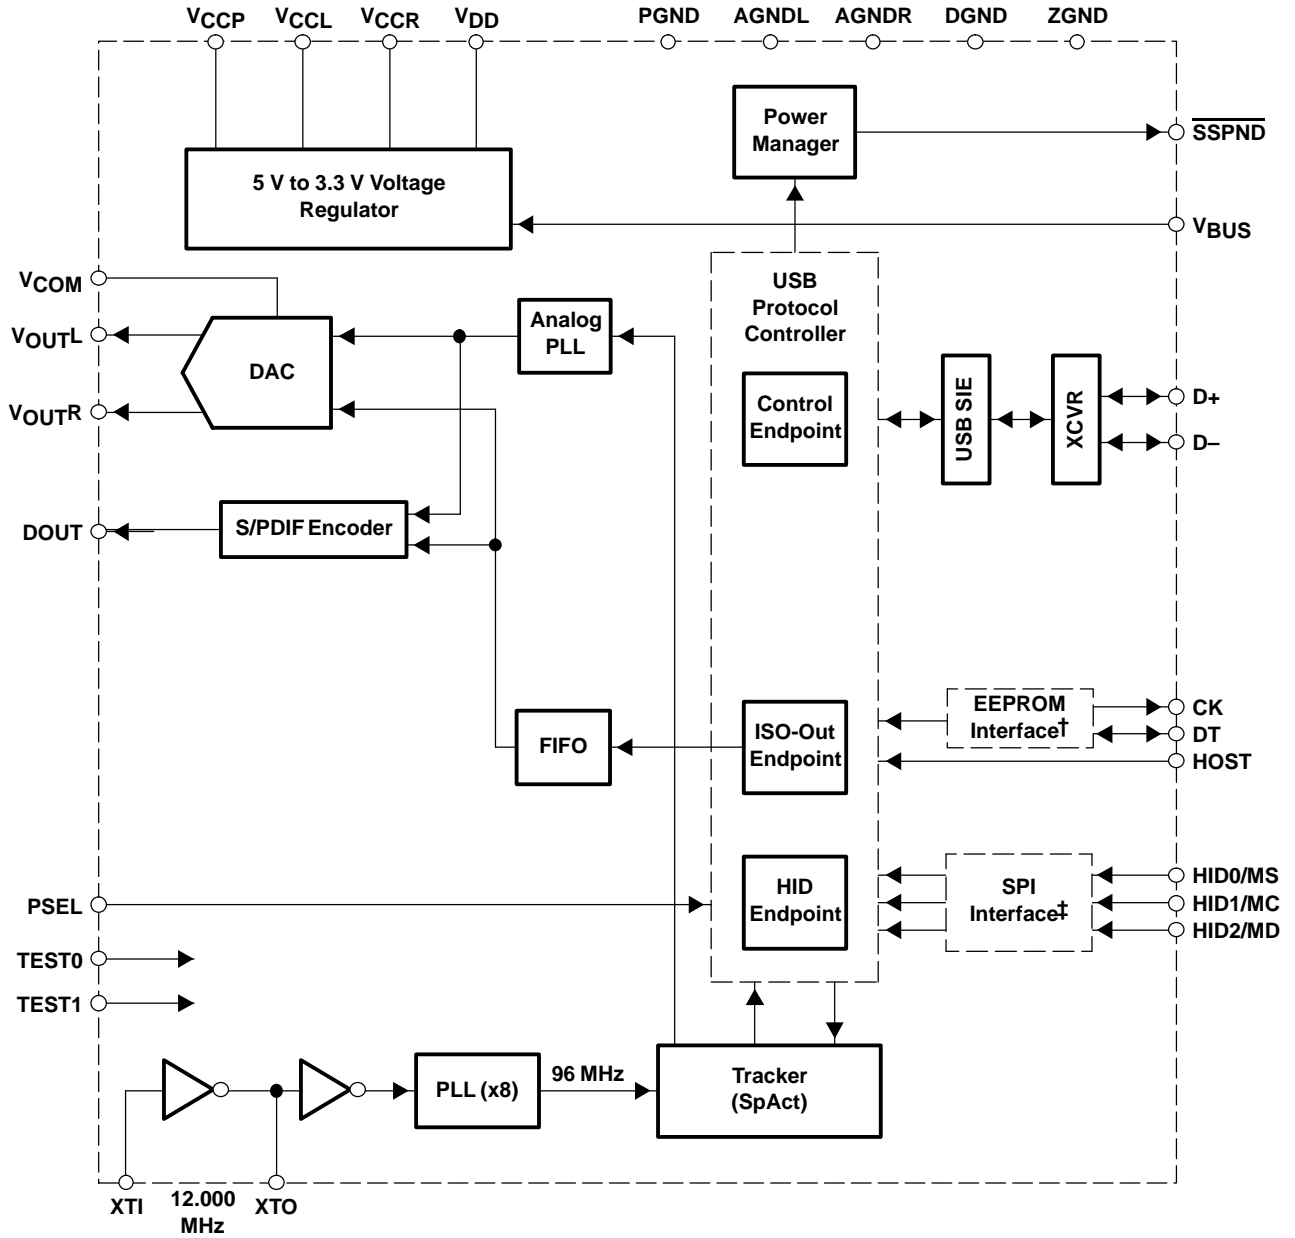 VCCP VCCL VCCR VDD PGND AGNDL AGNDR DGND ZGND
Power
Manager
SSPND
5 V to 3.3 V Voltage
Regulator
VBUS
VCOM
USB
Protocol
Controller
VOUTL
Analog
PLL
DAC
VOUTR
Control
Endpoint
USB SIE
XCVR
D+
D–
DOUT
S/PDIF Encoder
EEPROM
Interface†
CK
DT
HOST
FIFO
ISO-Out
Endpoint
HID
Endpoint
SPI
Interface‡
HID0/MS
HID1/MC
HID2/MD
PSEL
TEST0
TEST1
PLL (x8)
96 MHz
Tracker
(SpAct)
XTI
12.000
MHz
XTO